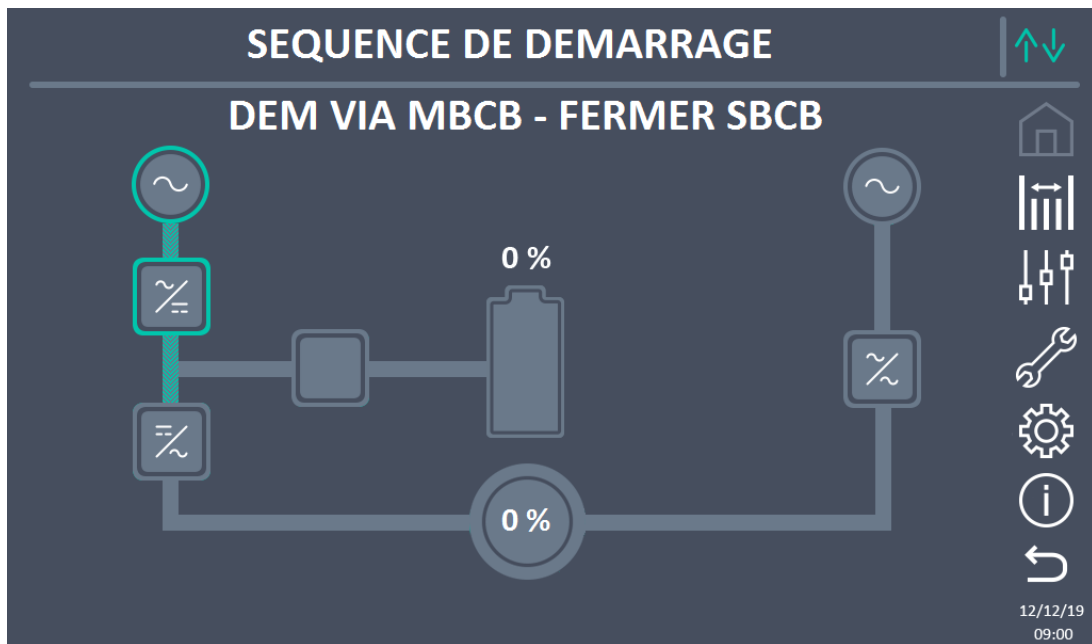 SEQUENCE DE DEMARRAGE
DEM VIA MBCB - FERMER SBCB
0 %
0 %
12/12/19
09:00